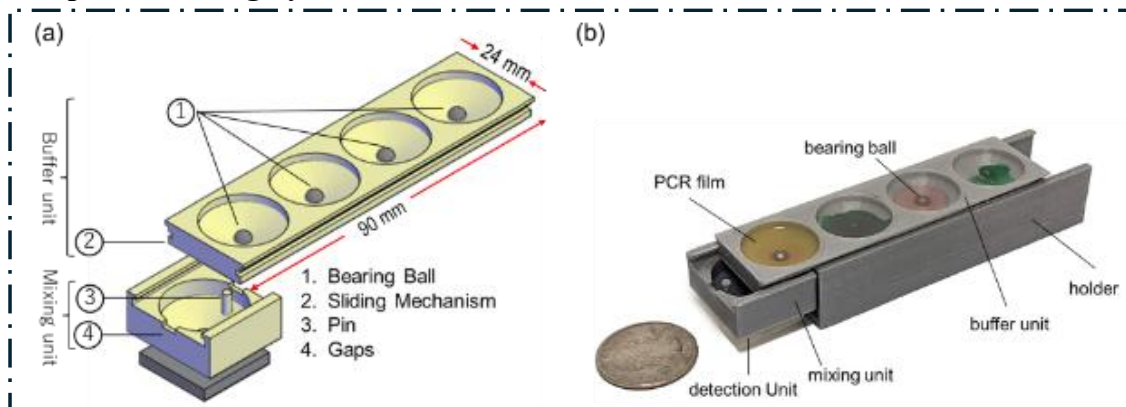 (a)
24 mm
①
Buffer unit
②
90 mm
Mixing unit
③
④
1. Bearing Ball
2. Sliding Mechanism
3. Pin
4. Gaps
(b)
bearing ball
PCR film
holder
buffer unit
mixing unit
detection Unit